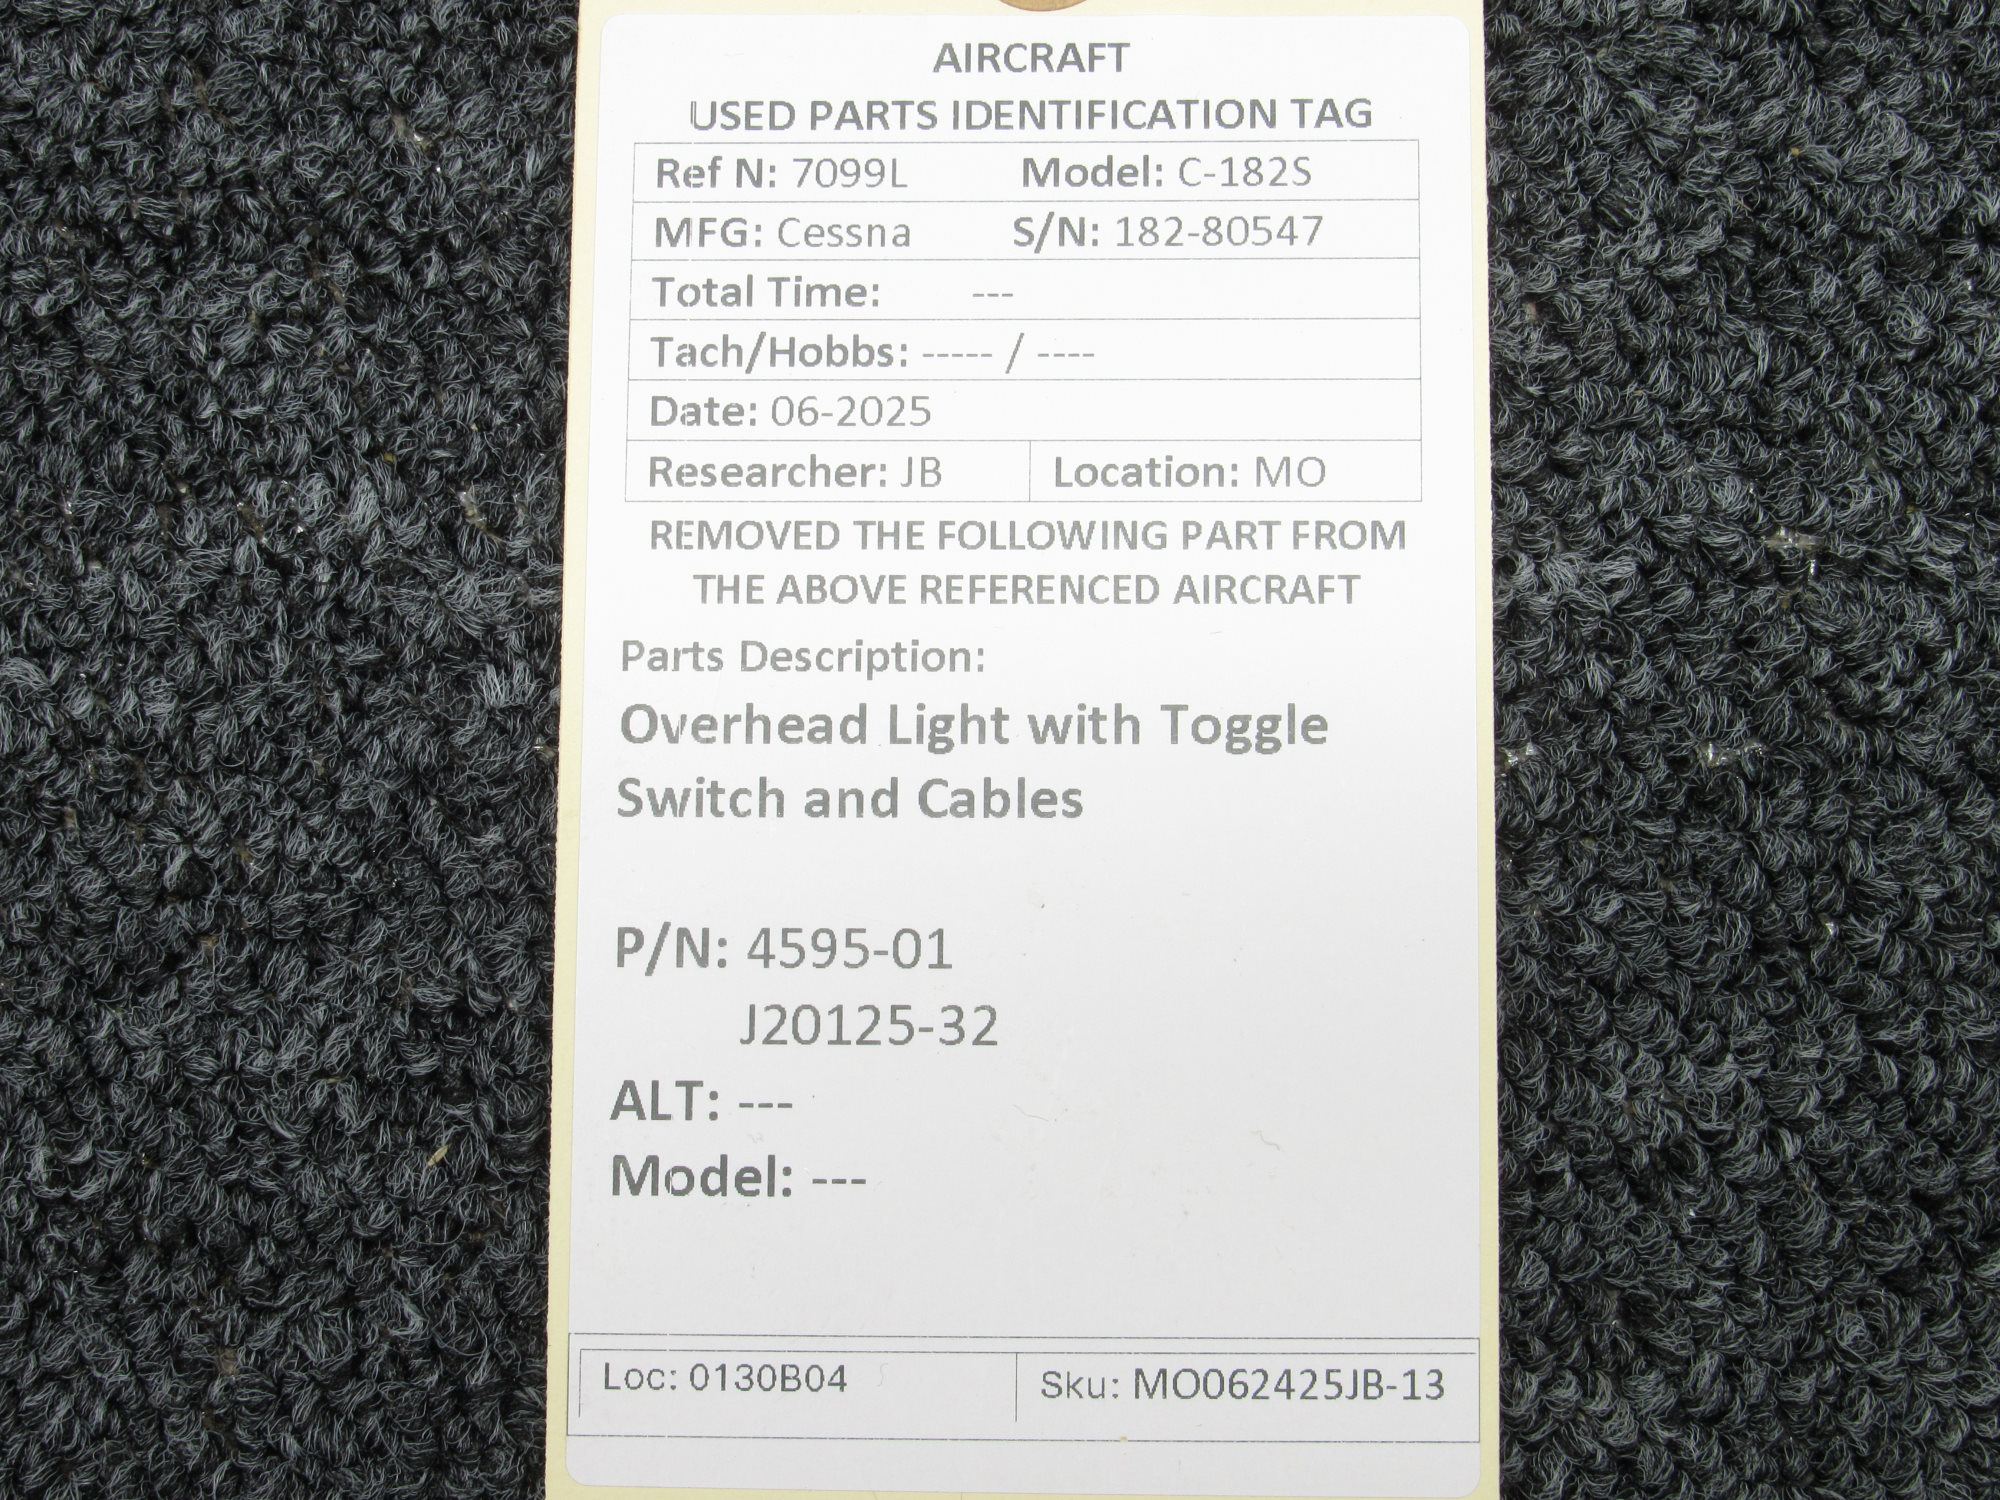 AIRCRAFT
USED PARTS IDENTIFICATION TAG
Ref N: 7099L Model: C-182S
MFG: Cessna S/N: 182-80547
Total Time: ---
Tach/Hobbs: ----- / ----
Date: 06-2025
Researcher: JB Location: MO
REMOVED THE FOLLOWING PART FROM
THE ABOVE REFERENCED AIRCRAFT
Parts Description:
Overhead Light with Toggle
Switch and Cables
P/N: 4595-01
J20125-32
ALT: ---
Model: ---
Loc: 0130B04 Sku: MO062425JB-13